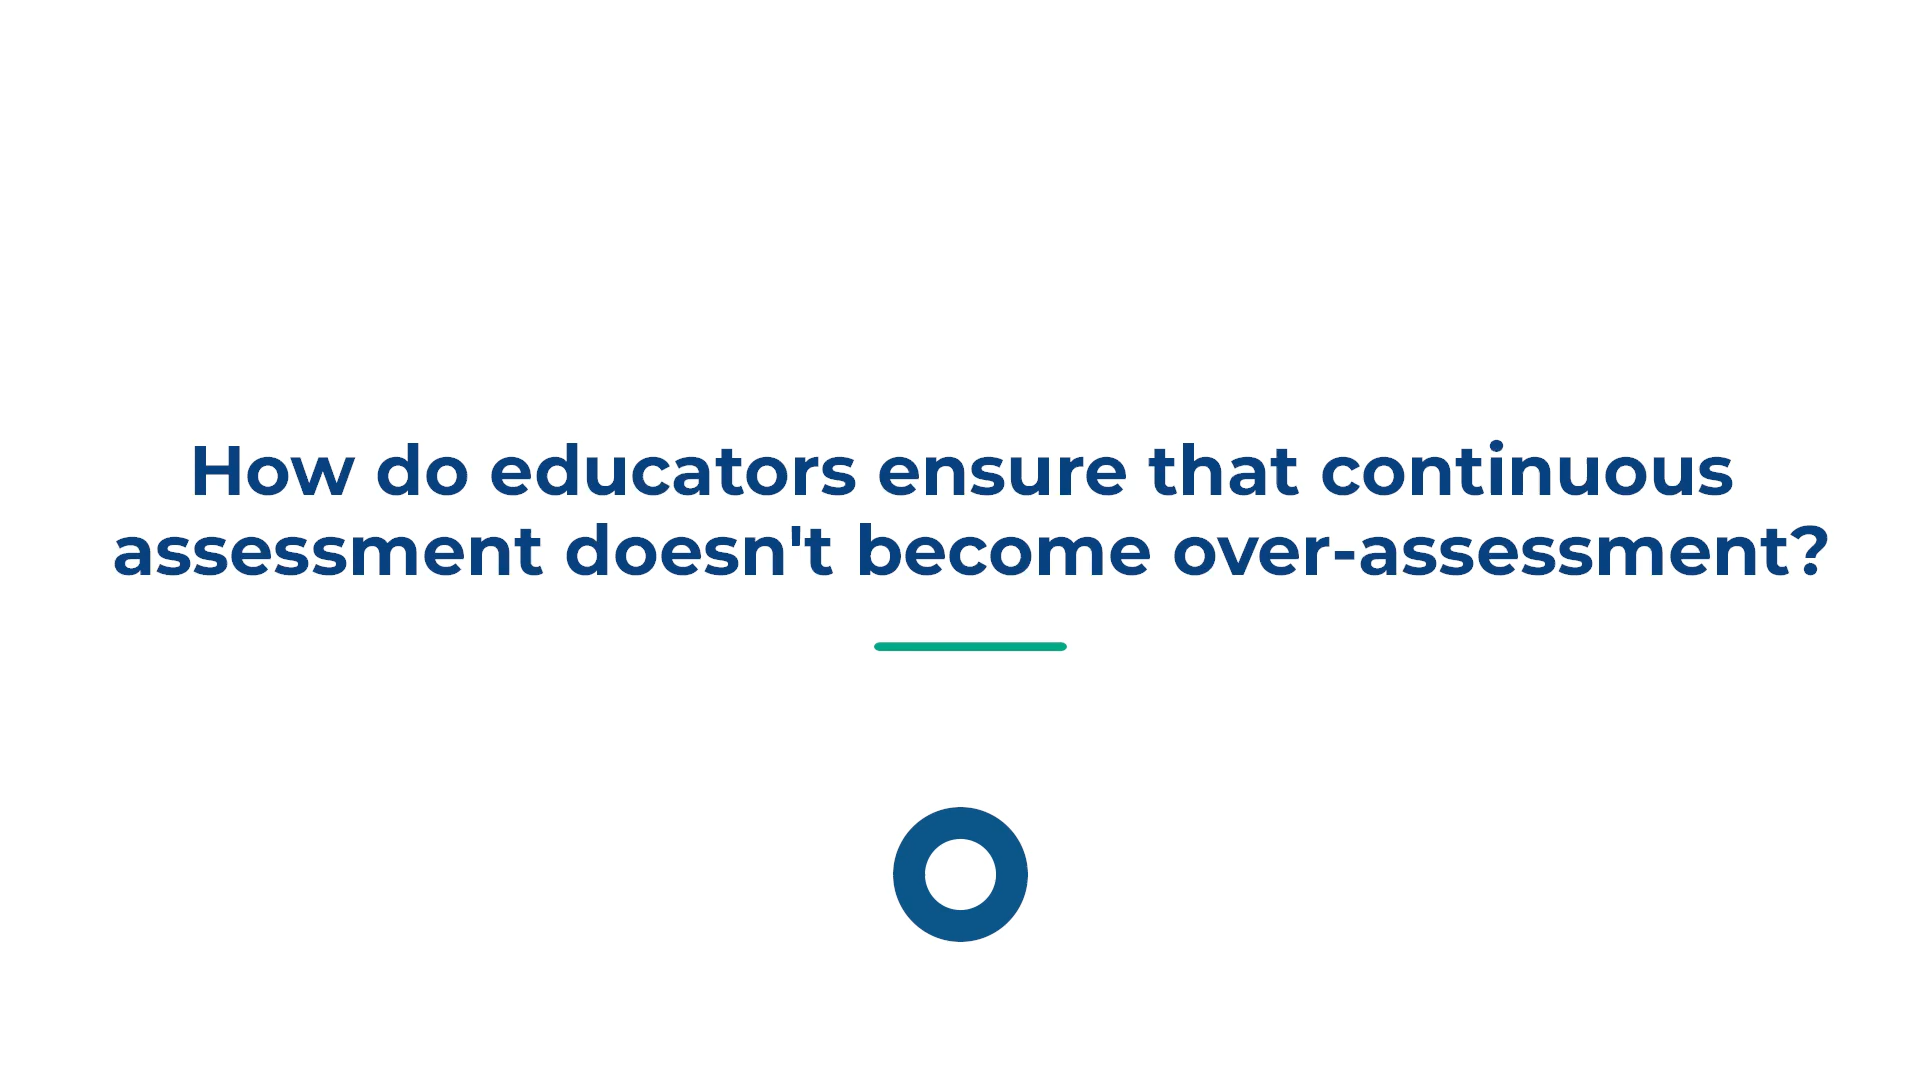 How do educators ensure that continuous
assessment doesn't become over-assessment?